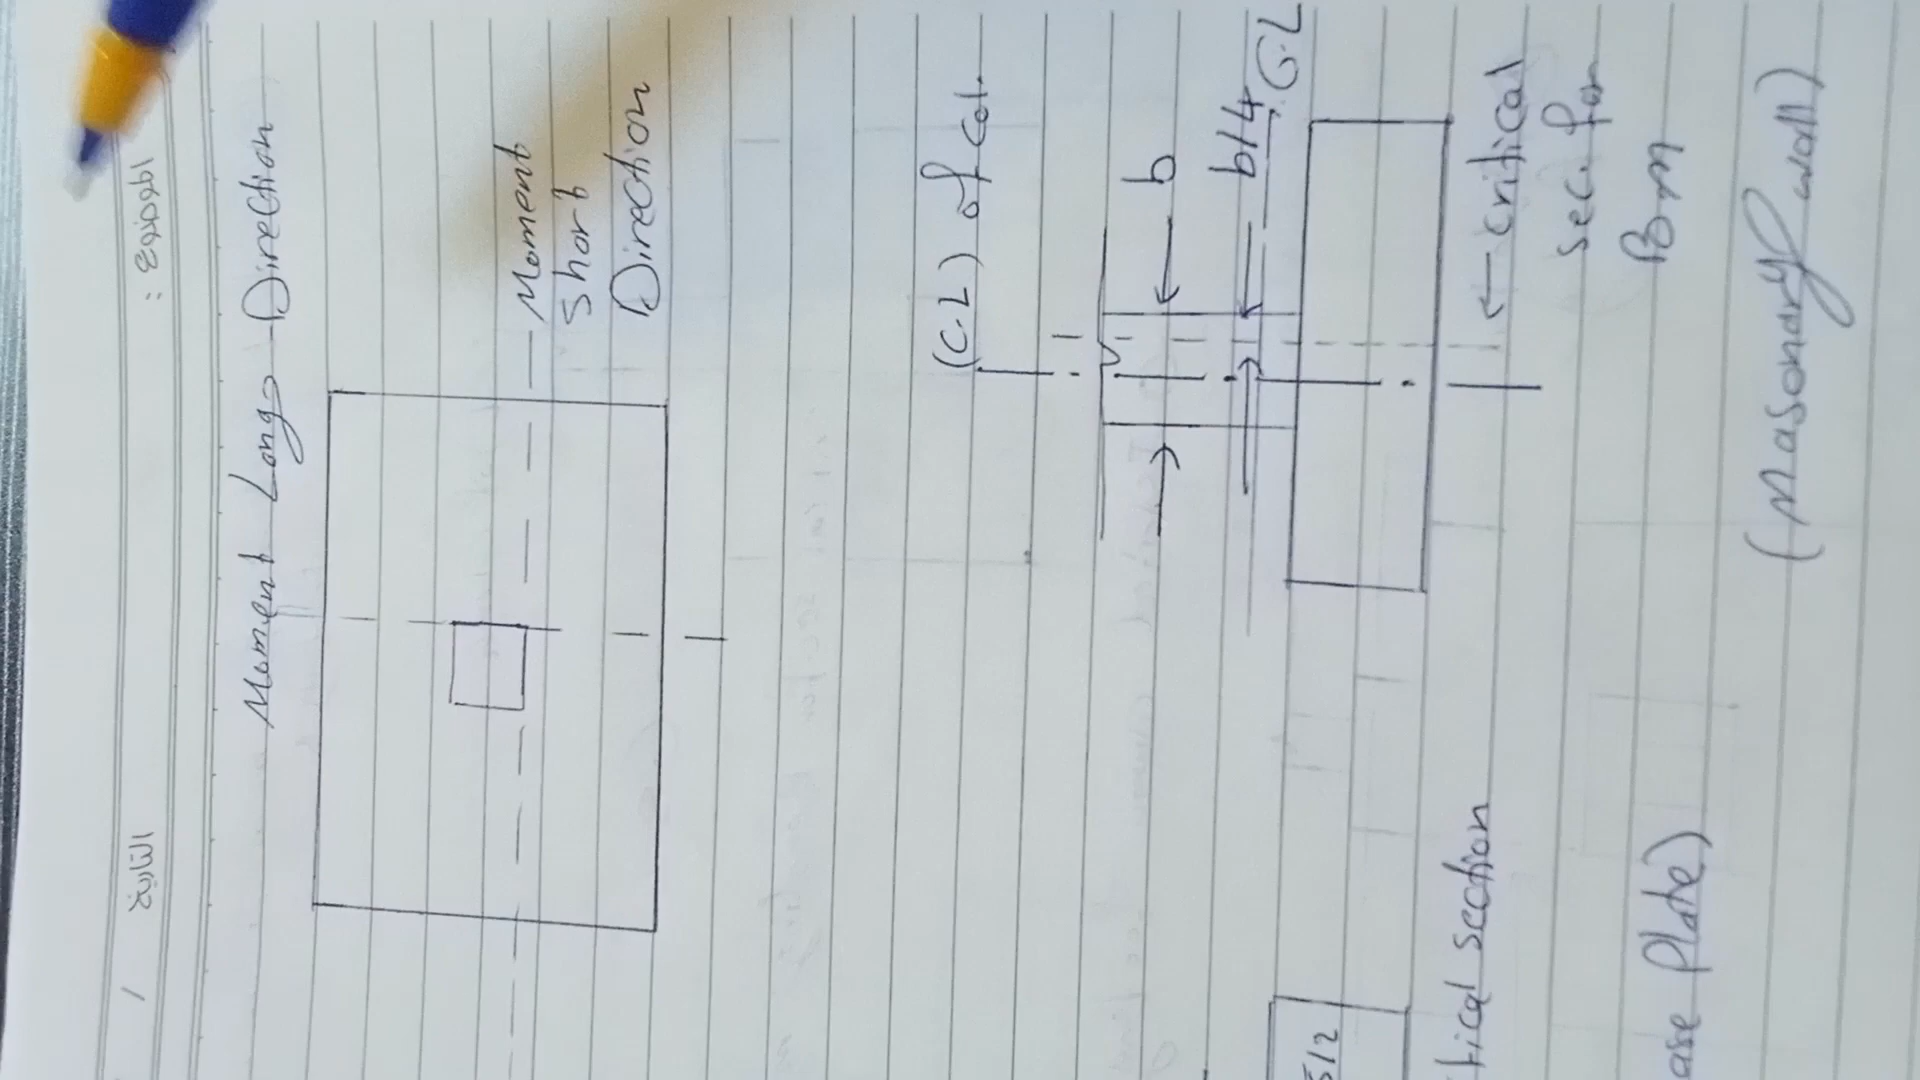 الموضوع :
التاريخ /
Moment Long Direction
Moment
Short
Direction
(C.L) of Col.
b
b/4
G.L
critical
sec. for
B.m
(Masonary wall)
tical section
ase Plate)